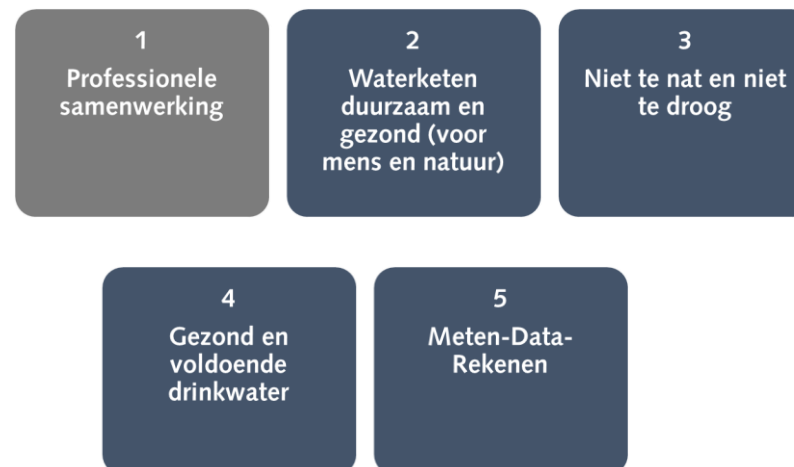 1
Professionele
samenwerking
2
Waterketen
duurzaam en
gezond (voor
mens en natuur)
3
Niet te nat en niet
te droog
4
Gezond en
voldoende
drinkwater
5
Meten-Data-
Rekenen